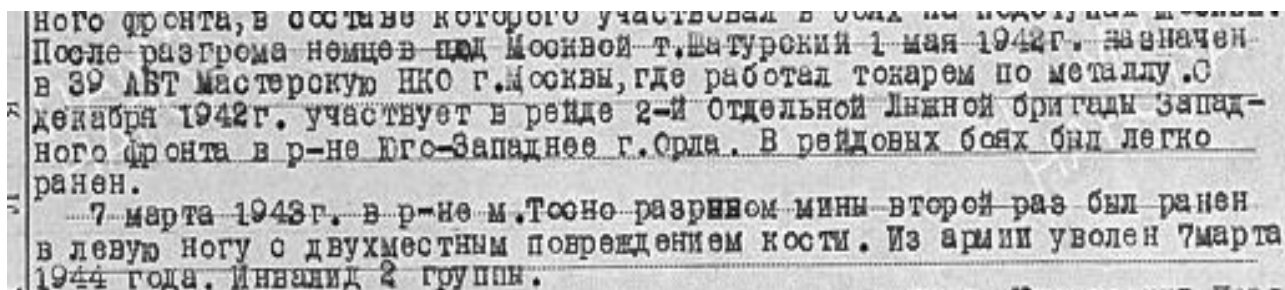 ного фронта,в составе которого участвовал в боях на подступах Москвы.
После разгрома немцев под Москвой т.Шатурский 1 мая 1942г. назначен
в 39 АВТ Мастерскую НКО г.Москвы,где работал токарем по металлу.С
декабря 1942г. участвует в рейде 2-й Отдельной Лыжной бригады Запад-
ного фронта в р-не Юго-Западнее г.Орла. В рейдовых боях был легко
ранен.
7 марта 1943г. в р-не м.Тосно разрывом мины второй раз был ранен
в левую ногу с двухместным повреждением кости. Из армии уволен 7марта
1944 года. Инвалид 2 группы.